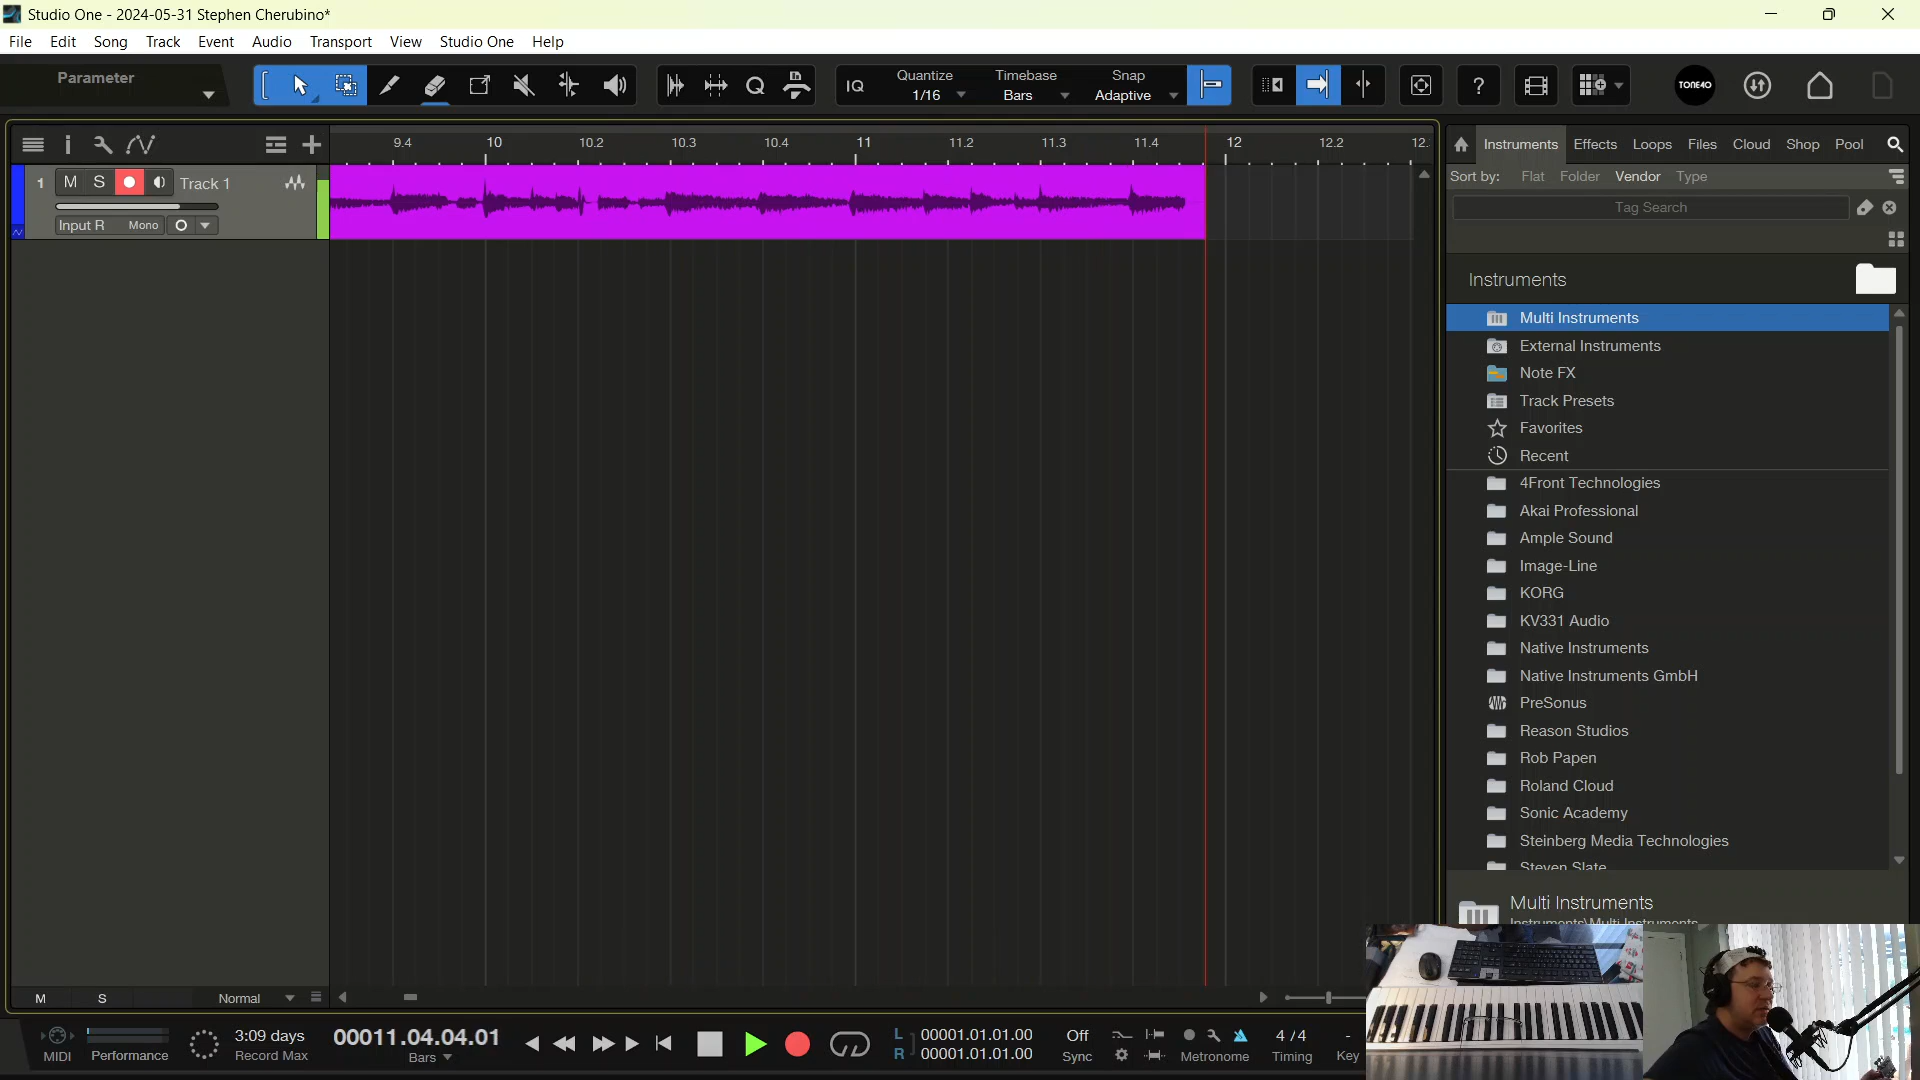 Studio One - 2024-05-31 Stephen Cherubino*
File Edit Song Track Event Audio Transport View Studio One Help
Parameter
IQ
Quantize
1/16
Timebase
Bars
Snap
Adaptive
Q
?
TONE40
9.4 10 10.2 10.3 10.4 11 11.2 11.3 11.4 12 12.2 12.
1 M S Track 1
Input R Mono
Instruments Effects Loops Files Cloud Shop Pool
Sort by: Flat Folder Vendor Type
Tag Search
Instruments
Multi Instruments
External Instruments
Note FX
Track Presets
Favorites
Recent
4Front Technologies
Akai Professional
Ample Sound
Image-Line
KORG
KV331 Audio
Native Instruments
Native Instruments GmbH
PreSonus
Reason Studios
Rob Papen
Roland Cloud
Sonic Academy
Steinberg Media Technologies
Steven Slate
Multi Instruments
Instruments\Multi Instruments
M S Normal
MIDI
Performance
3:09 days
Record Max
00011.04.04.01
Bars
L 00001.01.01.00
R 00001.01.01.00
Off
Sync
Metronome
4 / 4
Timing
-
Key